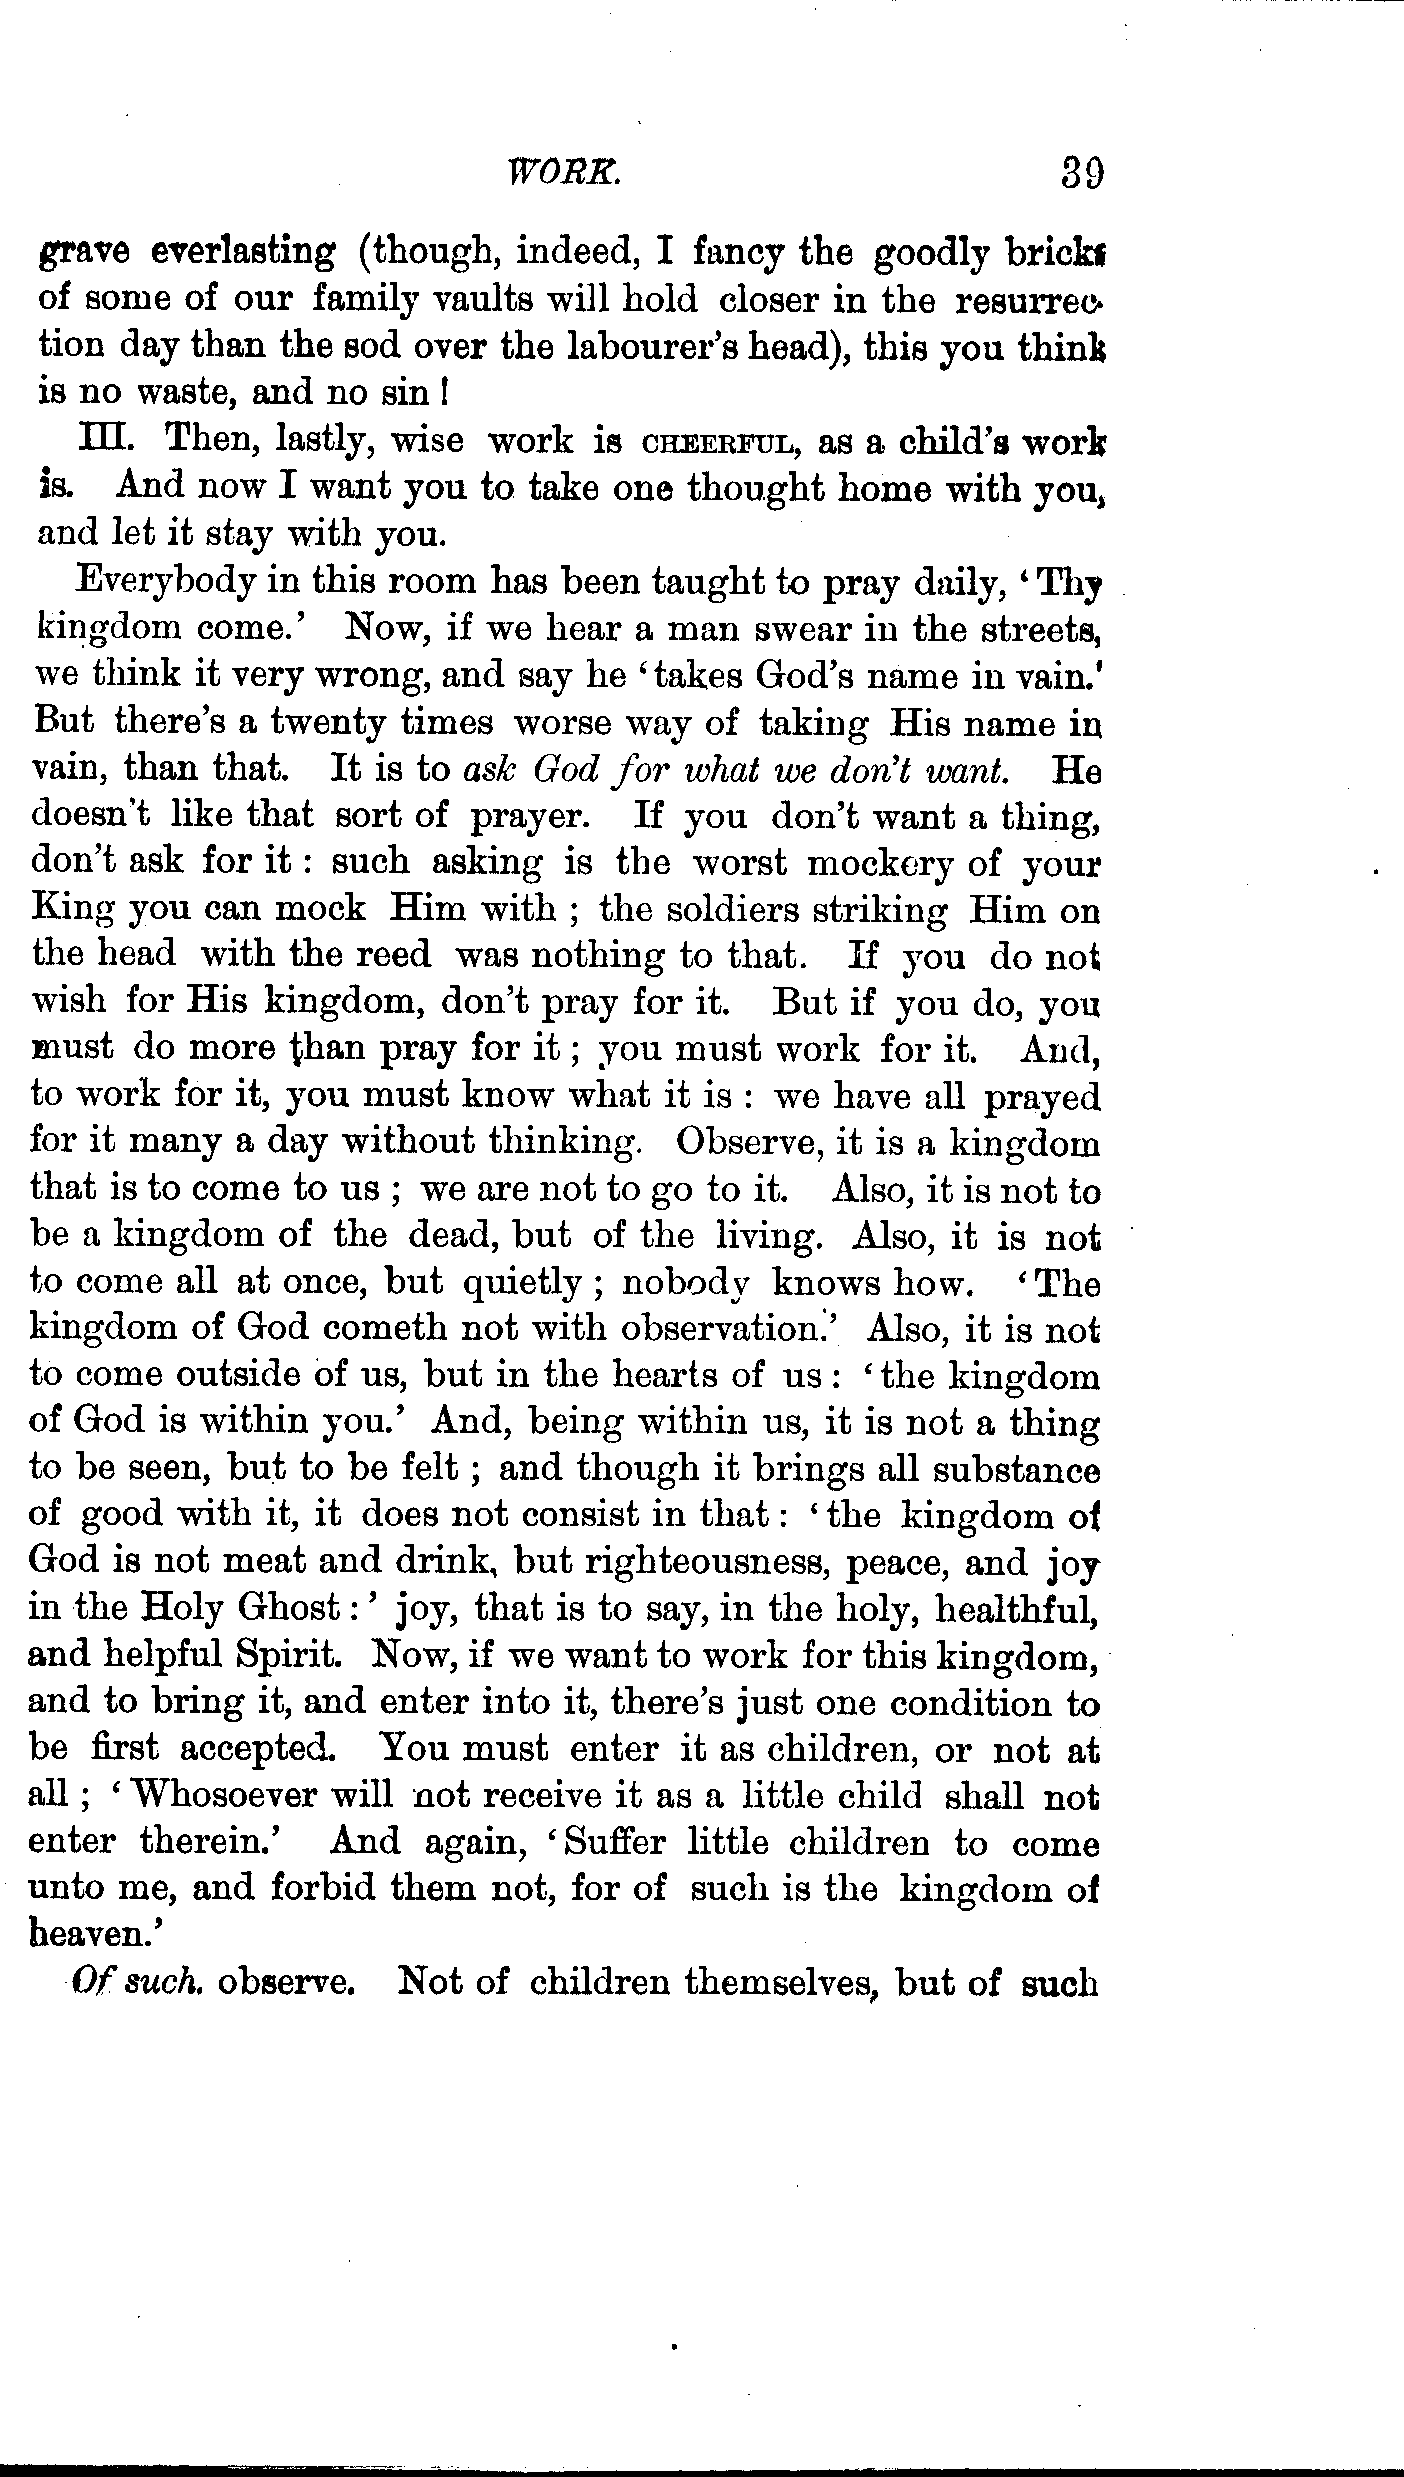 WORK. 39
grave everlasting (though, indeed, I fancy the goodly bricks
of some of our family vaults will hold closer in the resurrec-
tion day than the sod over the labourer's head), this you think
is no waste, and no sin!
III. Then, lastly, wise work is CHEERFUL, as a child's work
is. And now I want you to take one thought home with you,
and let it stay with you.
Everybody in this room has been taught to pray daily, 'Thy
kingdom come.' Now, if we hear a man swear in the streets,
we think it very wrong, and say he 'takes God's name in vain.'
But there's a twenty times worse way of taking His name in
vain, than that. It is to ask God for what we don't want. He
doesn't like that sort of prayer. If you don't want a thing,
don't ask for it : such asking is the worst mockery of your
King you can mock Him with ; the soldiers striking Him on
the head with the reed was nothing to that. If you do not
wish for His kingdom, don't pray for it. But if you do, you
must do more than pray for it ; you must work for it. And,
to work for it, you must know what it is : we have all prayed
for it many a day without thinking. Observe, it is a kingdom
that is to come to us ; we are not to go to it. Also, it is not to
be a kingdom of the dead, but of the living. Also, it is not
to come all at once, but quietly ; nobody knows how. 'The
kingdom of God cometh not with observation.' Also, it is not
to come outside of us, but in the hearts of us : 'the kingdom
of God is within you.' And, being within us, it is not a thing
to be seen, but to be felt ; and though it brings all substance
of good with it, it does not consist in that : 'the kingdom of
God is not meat and drink, but righteousness, peace, and joy
in the Holy Ghost :' joy, that is to say, in the holy, healthful,
and helpful Spirit. Now, if we want to work for this kingdom,
and to bring it, and enter into it, there's just one condition to
be first accepted. You must enter it as children, or not at
all ; 'Whosoever will not receive it as a little child shall not
enter therein.' And again, 'Suffer little children to come
unto me, and forbid them not, for of such is the kingdom of
heaven.'
Of such. observe. Not of children themselves, but of such